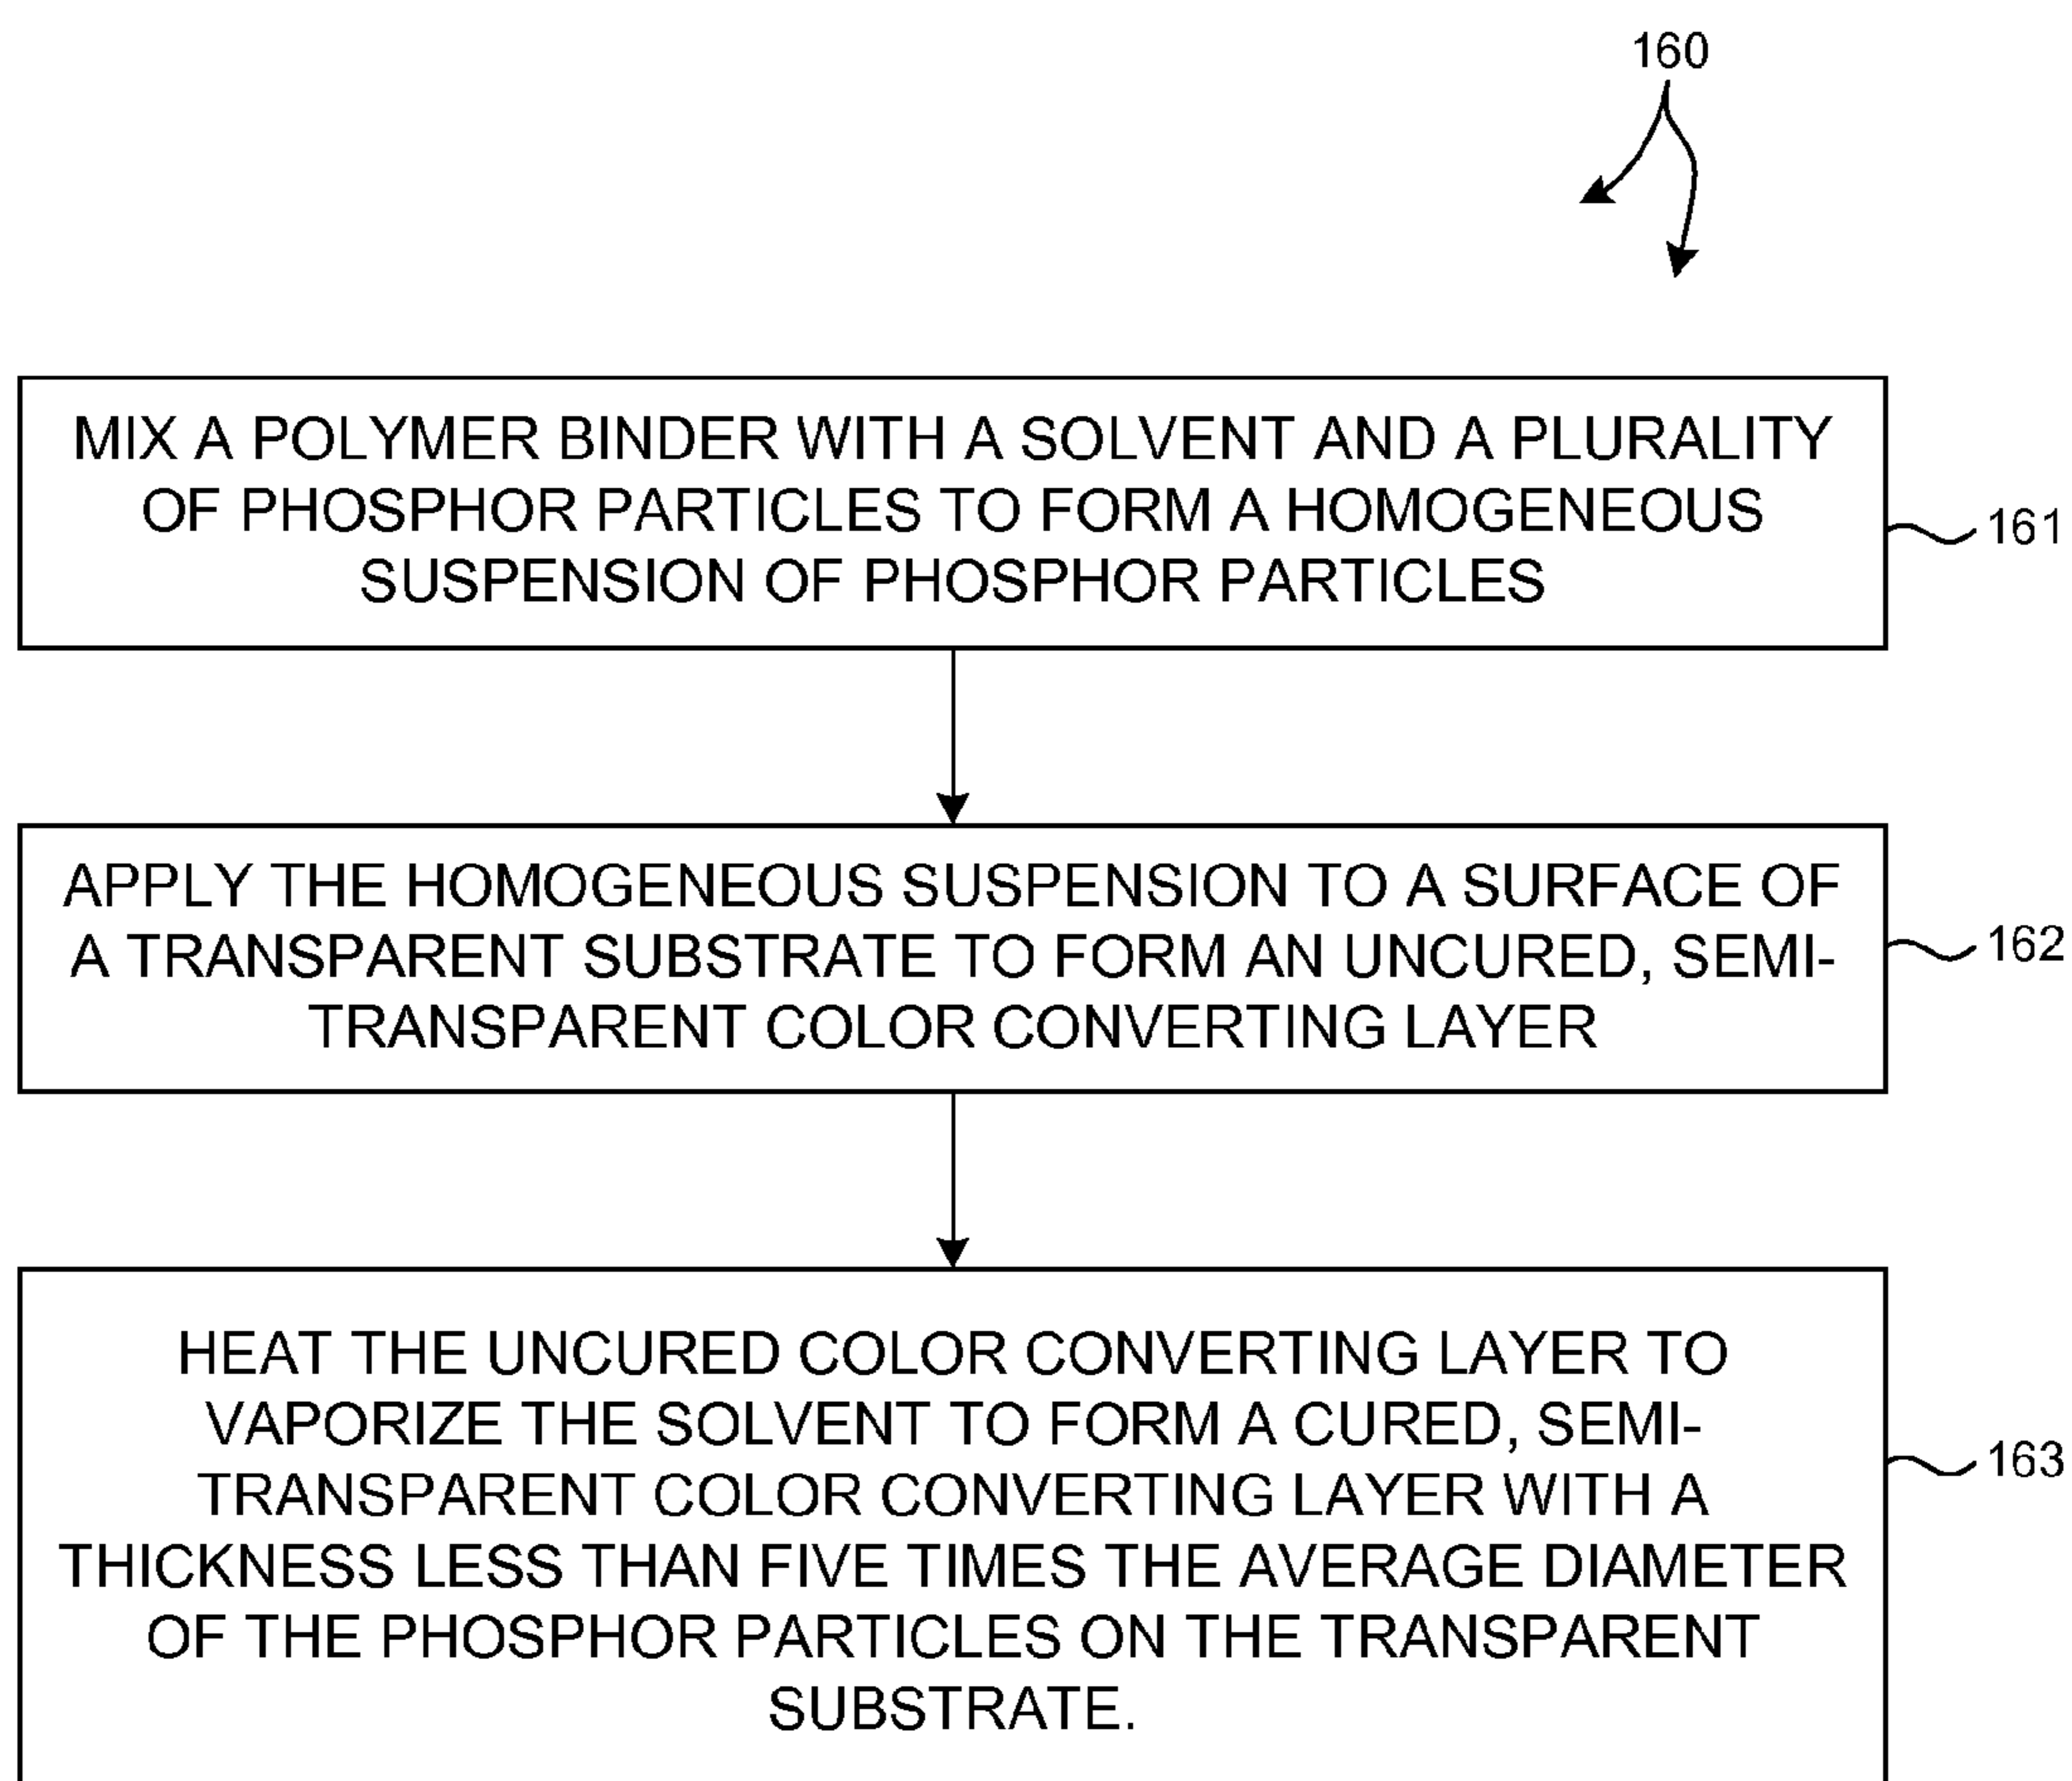 160
MIX A POLYMER BINDER WITH A SOLVENT AND A PLURALITY
OF PHOSPHOR PARTICLES TO FORM A HOMOGENEOUS
SUSPENSION OF PHOSPHOR PARTICLES
161
APPLY THE HOMOGENEOUS SUSPENSION TO A SURFACE OF
A TRANSPARENT SUBSTRATE TO FORM AN UNCURED, SEMI-
TRANSPARENT COLOR CONVERTING LAYER
162
HEAT THE UNCURED COLOR CONVERTING LAYER TO
VAPORIZE THE SOLVENT TO FORM A CURED, SEMI-
TRANSPARENT COLOR CONVERTING LAYER WITH A
THICKNESS LESS THAN FIVE TIMES THE AVERAGE DIAMETER
OF THE PHOSPHOR PARTICLES ON THE TRANSPARENT
SUBSTRATE.
163